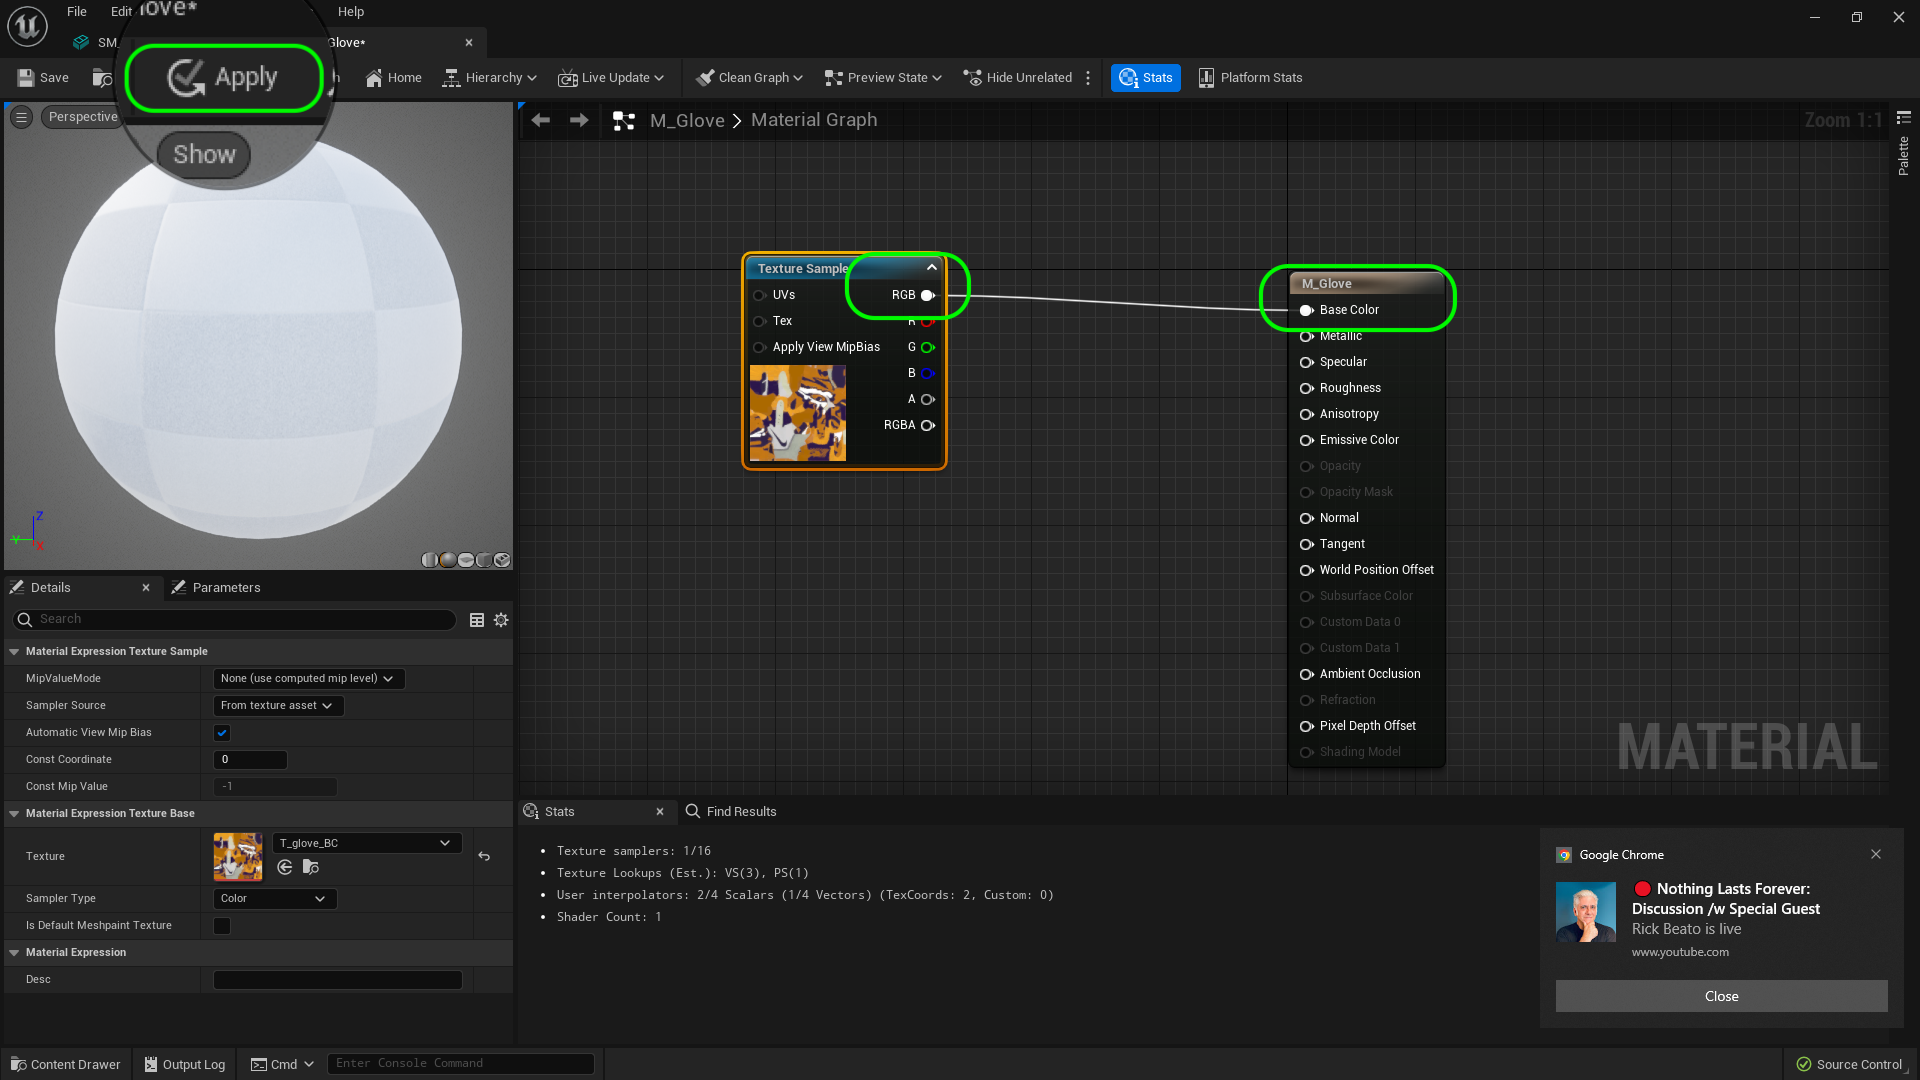 File
Edit
Help
love*
SM_
Glove*
Save
Apply
Home
Hierarchy
Live Update
Clean Graph
Preview State
Hide Unrelated
Stats
Platform Stats
Perspective
Show
M_Glove > Material Graph
Zoom 1:1
Palette
Texture Sample
UVs
RGB
Tex
R
Apply View MipBias
G
B
A
RGBA
M_Glove
Base Color
Metallic
Specular
Roughness
Anisotropy
Emissive Color
Opacity
Opacity Mask
Normal
Tangent
World Position Offset
Subsurface Color
Custom Data 0
Custom Data 1
Ambient Occlusion
Refraction
Pixel Depth Offset
Shading Model
MATERIAL
Z
Y
X
Details
Parameters
Search
Material Expression Texture Sample
MipValueMode
None (use computed mip level)
Sampler Source
From texture asset
Automatic View Mip Bias
Const Coordinate
0
Const Mip Value
-1
Material Expression Texture Base
Texture
T_glove_BC
Sampler Type
Color
Is Default Meshpaint Texture
Material Expression
Desc
Stats
Find Results
Texture samplers: 1/16
Texture Lookups (Est.): VS(3), PS(1)
User interpolators: 2/4 Scalars (1/4 Vectors) (TexCoords: 2, Custom: 0)
Shader Count: 1
Google Chrome
Nothing Lasts Forever:
Discussion /w Special Guest
Rick Beato is live
www.youtube.com
Close
Content Drawer
Output Log
Cmd
Enter Console Command
Source Control